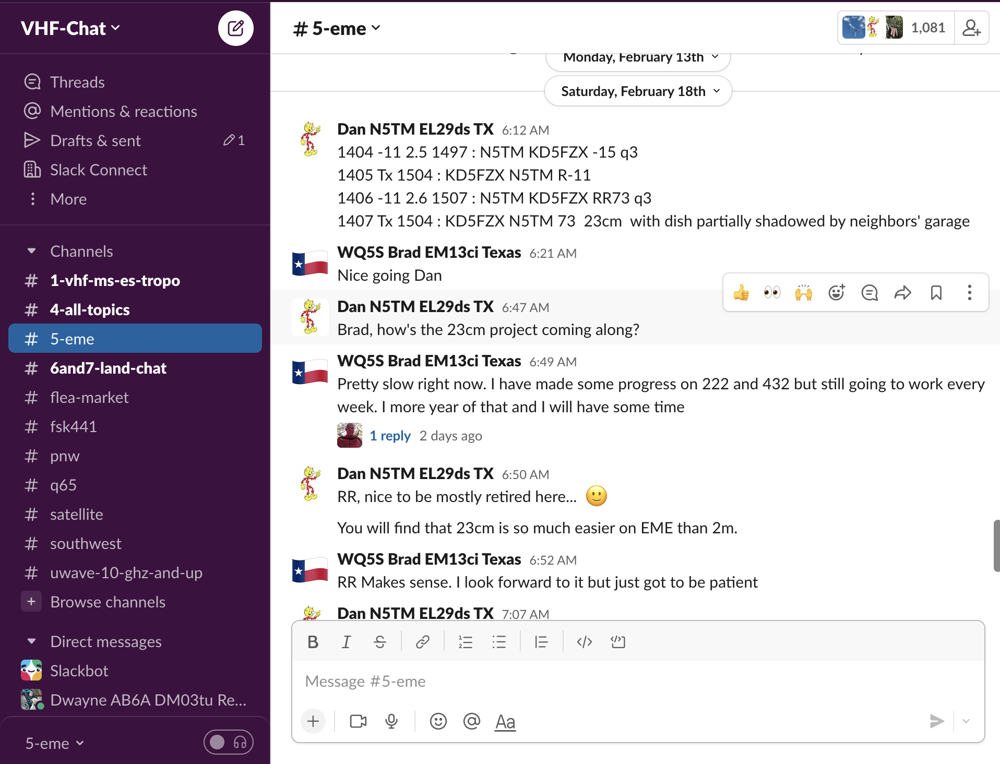 VHF-Chat
Threads
Mentions & reactions
Drafts & sent 1
Slack Connect
More
Channels
# 1-vhf-ms-es-tropo
# 4-all-topics
# 5-eme
# 6and7-land-chat
# flea-market
# fsk441
# pnw
# q65
# satellite
# southwest
# uwave-10-ghz-and-up
+ Browse channels
Direct messages
Slackbot
Dwayne AB6A DM03tu Re...
5-eme
# 5-eme
1,081
Monday, February 13th
Saturday, February 18th
Dan N5TM EL29ds TX 6:12 AM
1404 -11 2.5 1497 : N5TM KD5FZX -15 q3
1405 Tx 1504 : KD5FZX N5TM R-11
1406 -11 2.6 1507 : N5TM KD5FZX RR73 q3
1407 Tx 1504 : KD5FZX N5TM 73  23cm  with dish partially shadowed by neighbors' garage
WQ5S Brad EM13ci Texas 6:21 AM
Nice going Dan
Dan N5TM EL29ds TX 6:47 AM
Brad, how's the 23cm project coming along?
WQ5S Brad EM13ci Texas 6:49 AM
Pretty slow right now. I have made some progress on 222 and 432 but still going to work every
week. I more year of that and I will have some time
1 reply 2 days ago
Dan N5TM EL29ds TX 6:50 AM
RR, nice to be mostly retired here... 🙂
You will find that 23cm is so much easier on EME than 2m.
WQ5S Brad EM13ci Texas 6:52 AM
RR Makes sense. I look forward to it but just got to be patient
Dan N5TM EL29ds TX 7:07 AM
B I S
Message #5-eme
Aa